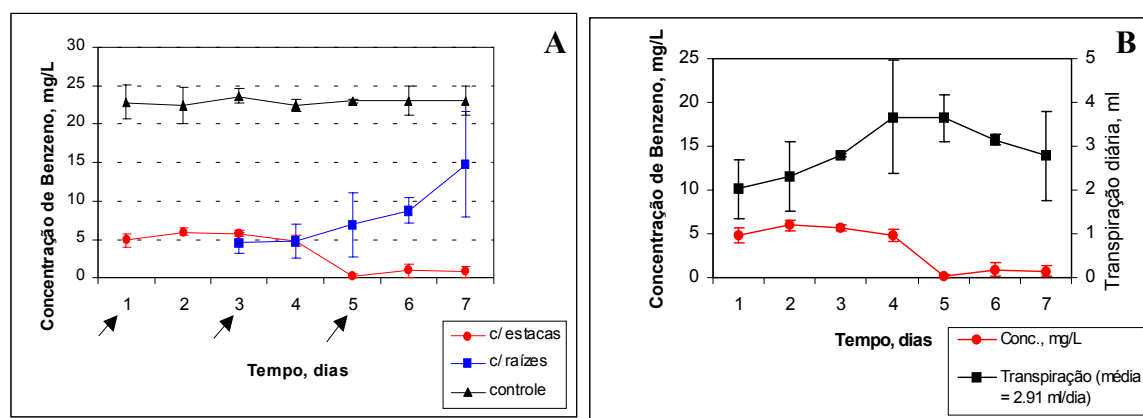 A
Concentração de Benzeno, mg/L
30
25
20
15
10
5
0
1 2 3 4 5 6 7
Tempo, dias
c/ estacas
c/ raízes
controle
B
Concentração de Benzeno, mg/L
25
20
15
10
5
0
Transpiração diária, ml
5
4
3
2
1
0
1 2 3 4 5 6 7
Tempo, dias
Conc., mg/L
Transpiração (média
= 2.91 ml/dia)